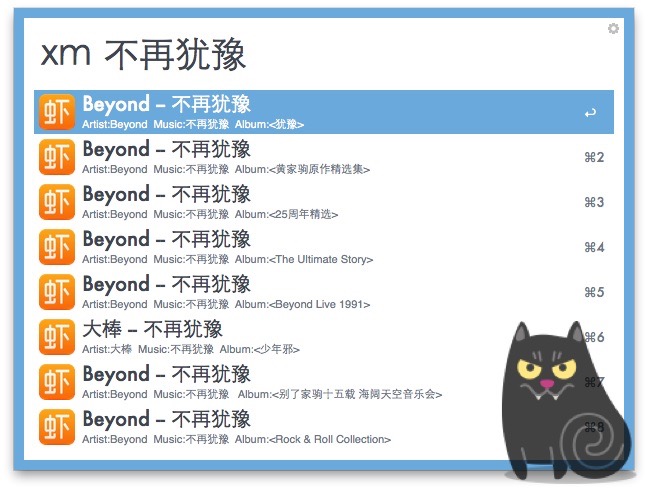 xm 不再犹豫
虾 Beyond – 不再犹豫 ↩
Artist:Beyond Music:不再犹豫 Album:<犹豫>
虾 Beyond – 不再犹豫 ⌘2
Artist:Beyond Music:不再犹豫 Album:<黄家驹原作精选集>
虾 Beyond – 不再犹豫 ⌘3
Artist:Beyond Music:不再犹豫 Album:<25周年精选>
虾 Beyond – 不再犹豫 ⌘4
Artist:Beyond Music:不再犹豫 Album:<The Ultimate Story>
虾 Beyond – 不再犹豫 ⌘5
Artist:Beyond Music:不再犹豫 Album:<Beyond Live 1991>
虾 大棒 – 不再犹豫 ⌘6
Artist:大棒 Music:不再犹豫 Album:<少年邪>
虾 Beyond – 不再犹豫 ⌘7
Artist:Beyond Music:不再犹豫 Album:<别了家驹十五载 海阔天空音乐会>
虾 Beyond – 不再犹豫 ⌘8
Artist:Beyond Music:不再犹豫 Album:<Rock & Roll Collection>